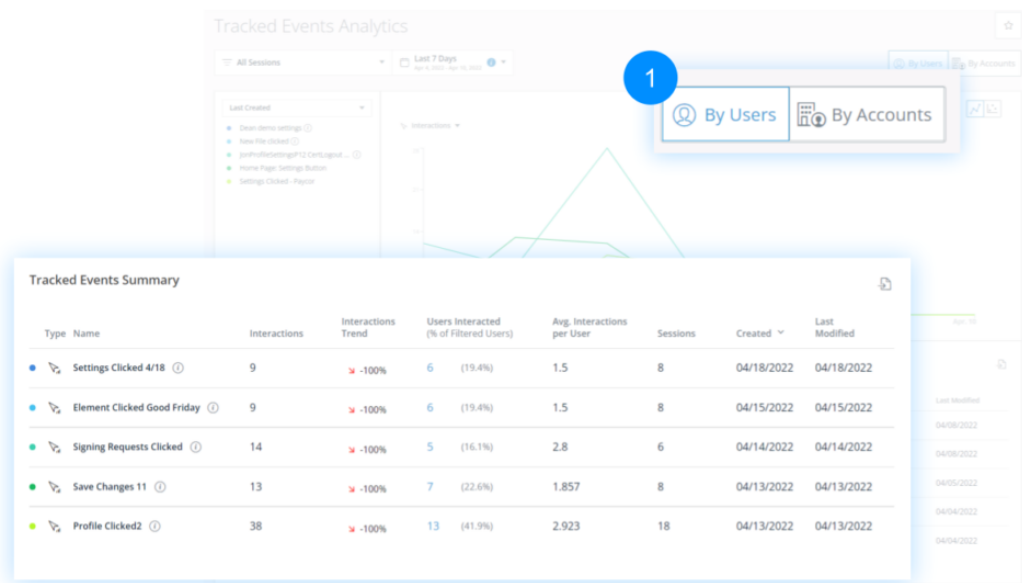 Tracked Events Analytics
All Sessions
Last 7 Days
By Users
By Accounts
1
By Users
By Accounts
Last Created
Dean demo settings
New File clicked
JonProfileSettingsP12 CertLogout ...
Home Page: Settings Button
Settings Clicked - Paycor
Interactions
Tracked Events Summary
Type Name Interactions Interactions Trend Users Interacted (% of Filtered Users) Avg. Interactions per User Sessions Created Last Modified
Settings Clicked 4/18 9 -100% 6 (19.4%) 1.5 8 04/18/2022 04/18/2022
Element Clicked Good Friday 9 -100% 6 (19.4%) 1.5 8 04/15/2022 04/15/2022
Signing Requests Clicked 14 -100% 5 (16.1%) 2.8 6 04/14/2022 04/14/2022
Save Changes 11 13 -100% 7 (22.6%) 1.857 8 04/13/2022 04/13/2022
Profile Clicked2 38 -100% 13 (41.9%) 2.923 18 04/13/2022 04/13/2022
Last Modified
04/08/2022
04/08/2022
04/05/2022
04/04/2022
04/04/2022